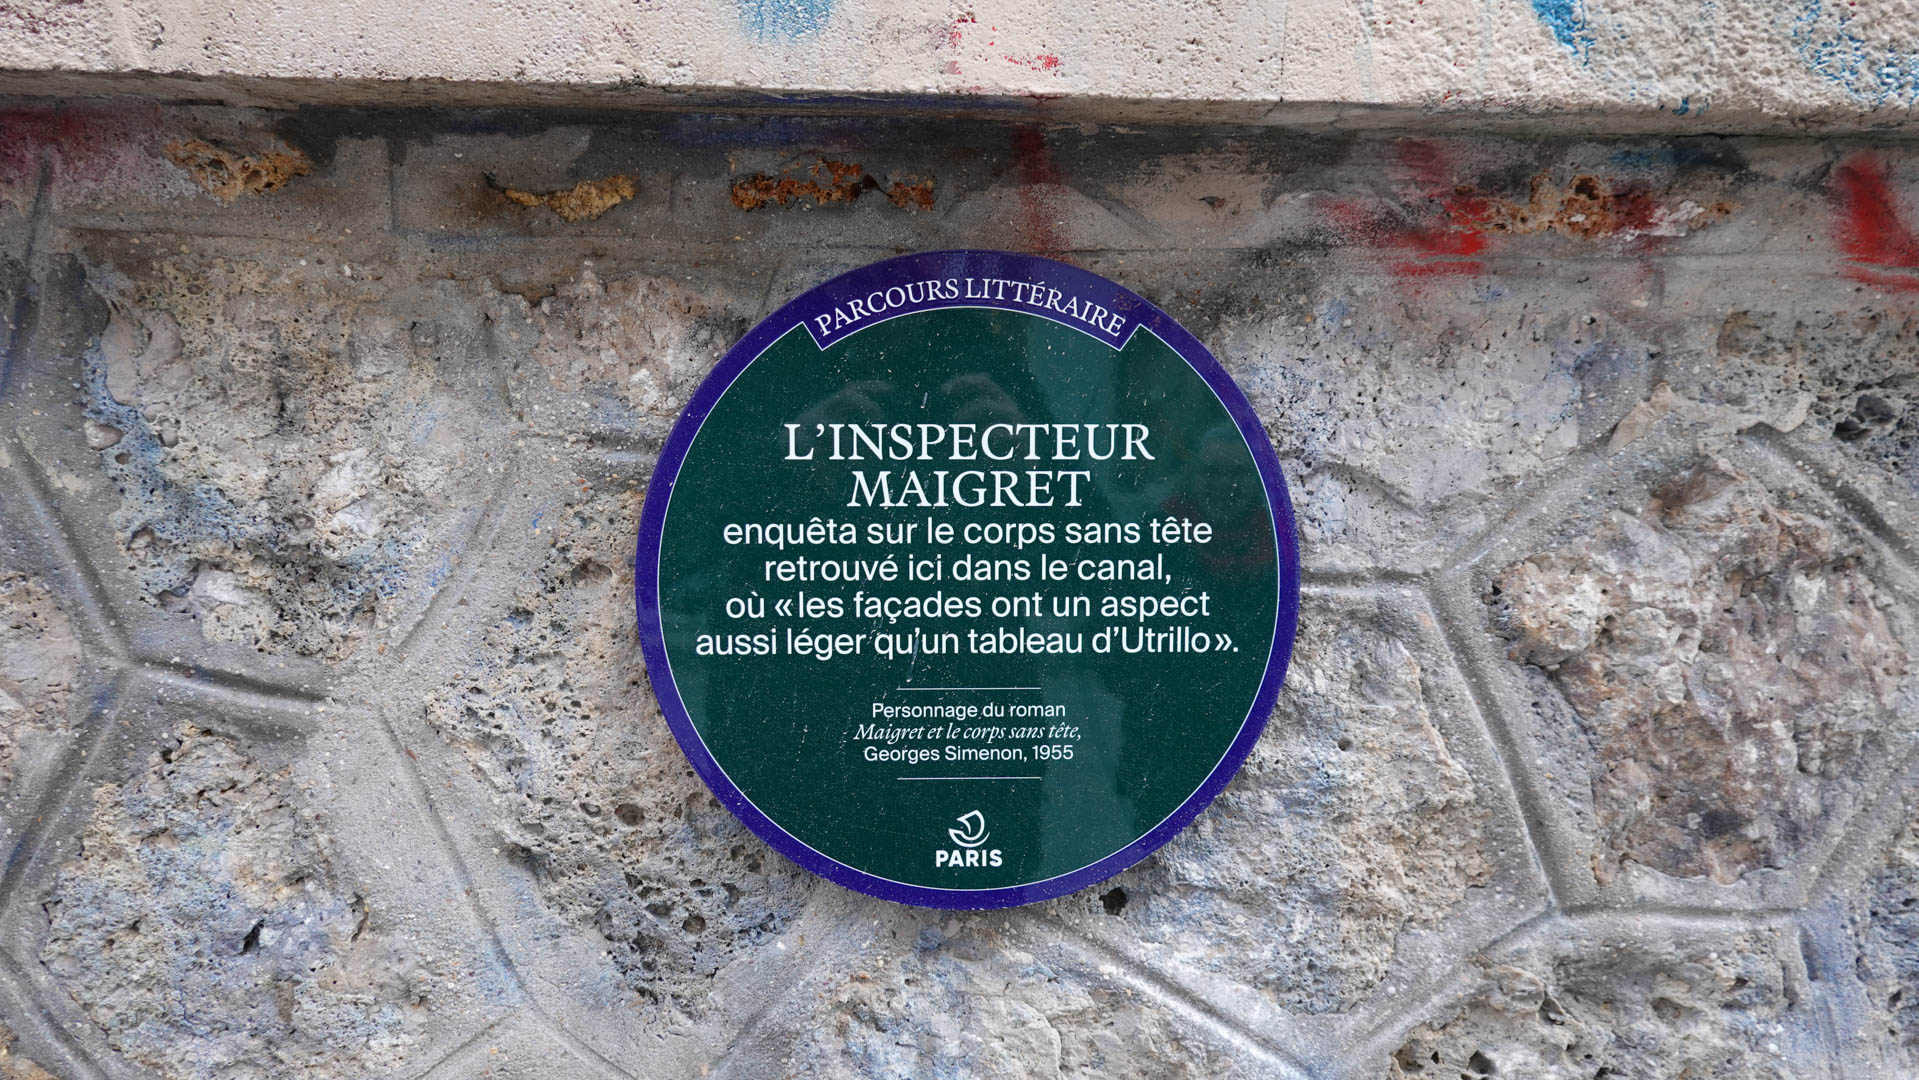 PARCOURS LITTÉRAIRE
L’INSPECTEUR
MAIGRET
enquêta sur le corps sans tête
retrouvé ici dans le canal,
où « les façades ont un aspect
aussi léger qu’un tableau d’Utrillo ».
Personnage du roman
Maigret et le corps sans tête,
Georges Simenon, 1955
PARIS